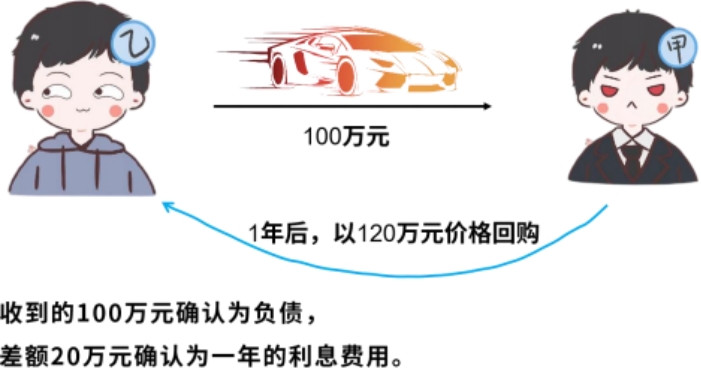 乙
甲
100万元
1年后，以120万元价格回购
收到的100万元确认为负债，
差额20万元确认为一年的利息费用。